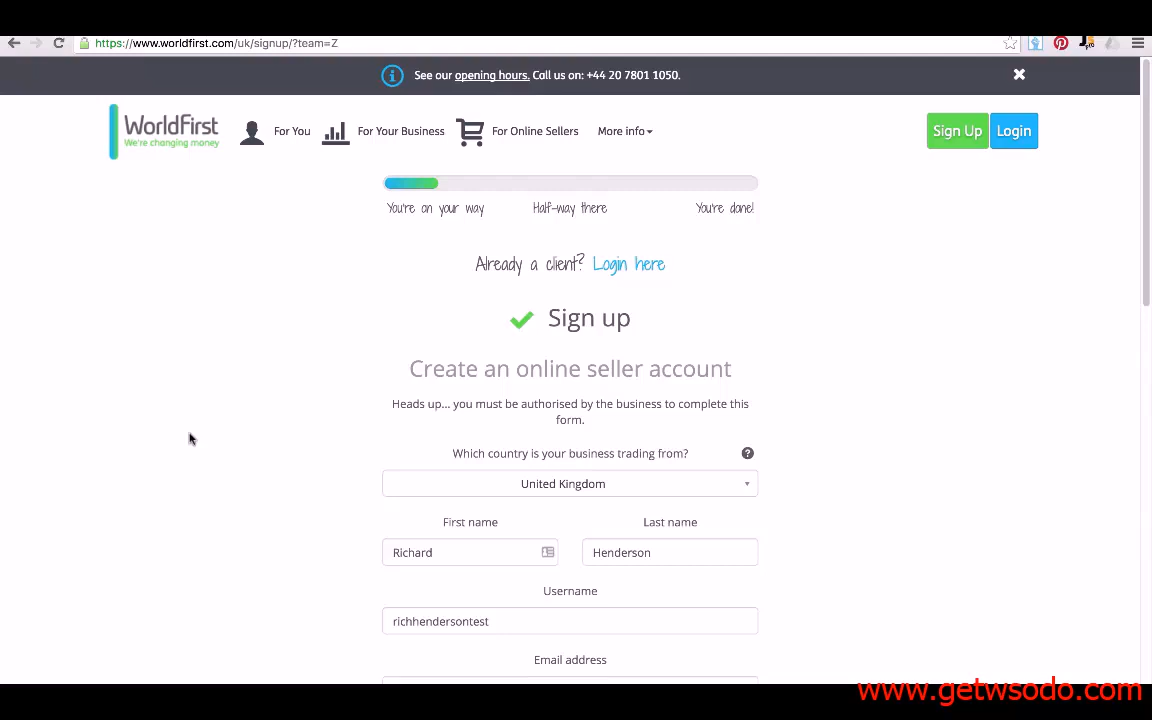 https://www.worldfirst.com/uk/signup/?team=Z
See our opening hours. Call us on: +44 20 7801 1050.
WorldFirst
We're changing money
For You
For Your Business
For Online Sellers
More info
Sign Up
Login
You're on your way
Half-way there
You're done!
Already a client? Login here
Sign up
Create an online seller account
Heads up... you must be authorised by the business to complete this
form.
Which country is your business trading from?
United Kingdom
First name
Last name
Richard
Henderson
Username
richhendersontest
Email address
www.getwsodo.com